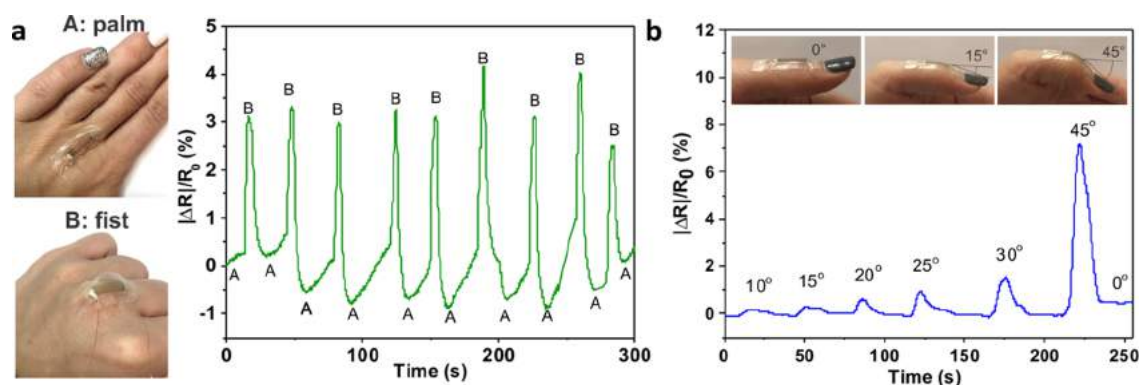 a
A: palm
B: fist
|ΔR|/R₀ (%)
5
4
3
2
1
0
-1
B
B
B
B
B
B
B
B
B
A
A
A
A
A
A
A
A
A
A
0
100
200
300
Time (s)
b
|ΔR|/R0 (%)
12
10
8
6
4
2
0
0°
15°
45°
10°
15°
20°
25°
30°
45°
0°
0
50
100
150
200
250
Time (s)